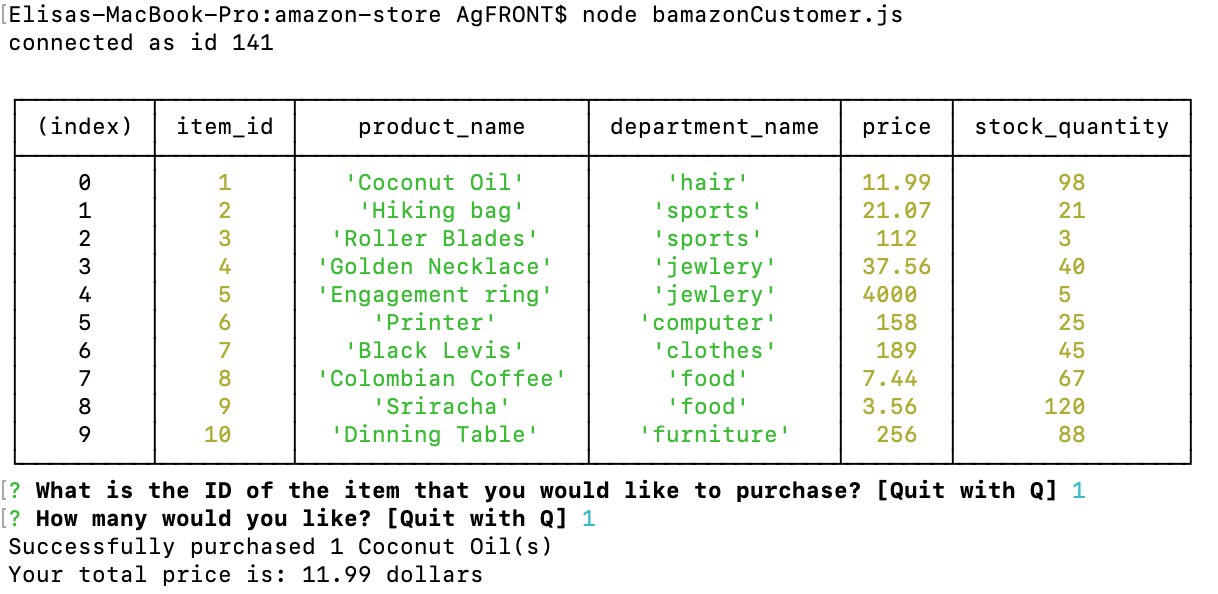 [Elisas-MacBook-Pro:amazon-store AgFRONT$ node bamazonCustomer.js
connected as id 141
(index) item_id product_name department_name price stock_quantity
0 1 'Coconut Oil' 'hair' 11.99 98
1 2 'Hiking bag' 'sports' 21.07 21
2 3 'Roller Blades' 'sports' 112 3
3 4 'Golden Necklace' 'jewlery' 37.56 40
4 5 'Engagement ring' 'jewlery' 4000 5
5 6 'Printer' 'computer' 158 25
6 7 'Black Levis' 'clothes' 189 45
7 8 'Colombian Coffee' 'food' 7.44 67
8 9 'Sriracha' 'food' 3.56 120
9 10 'Dinning Table' 'furniture' 256 88
[? What is the ID of the item that you would like to purchase? [Quit with Q] 1
[? How many would you like? [Quit with Q] 1
Successfully purchased 1 Coconut Oil(s)
Your total price is: 11.99 dollars